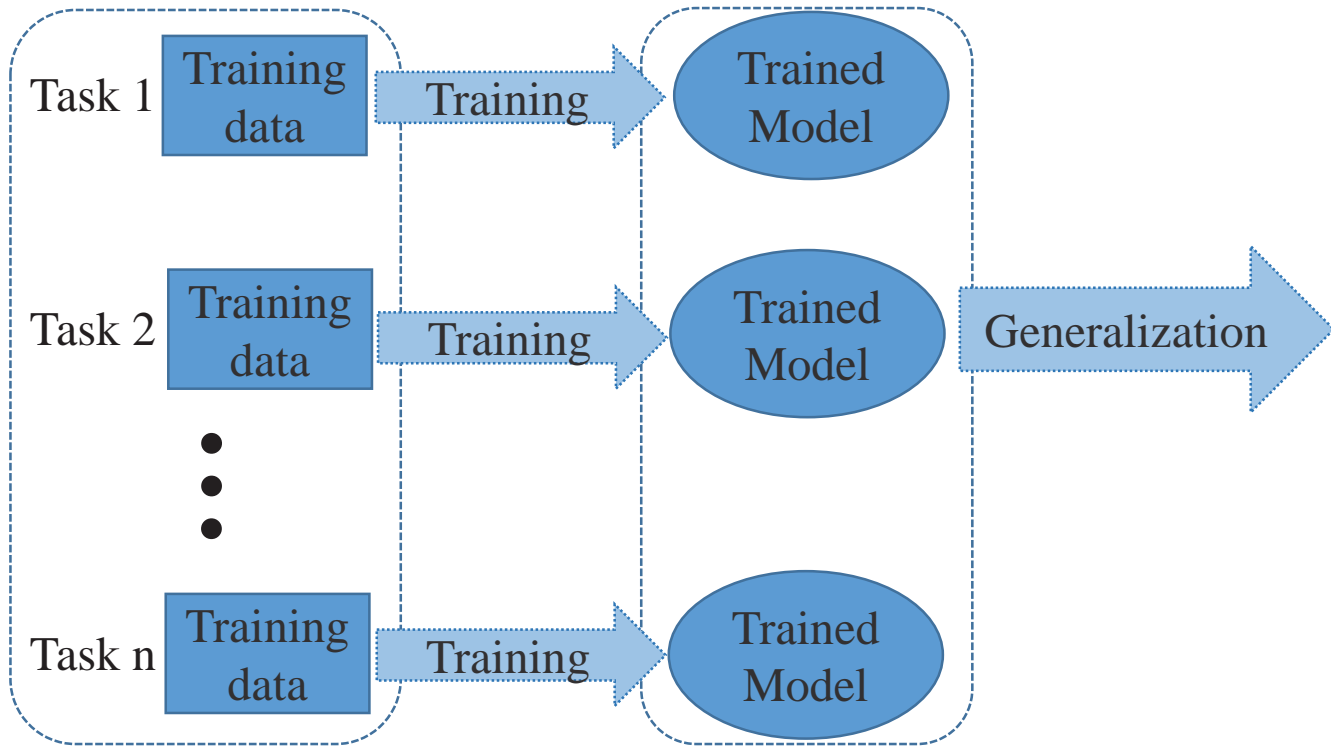 Task 1
Training
data
Training
Trained
Model
Task 2
Training
data
Training
Trained
Model
Generalization
Task n
Training
data
Training
Trained
Model